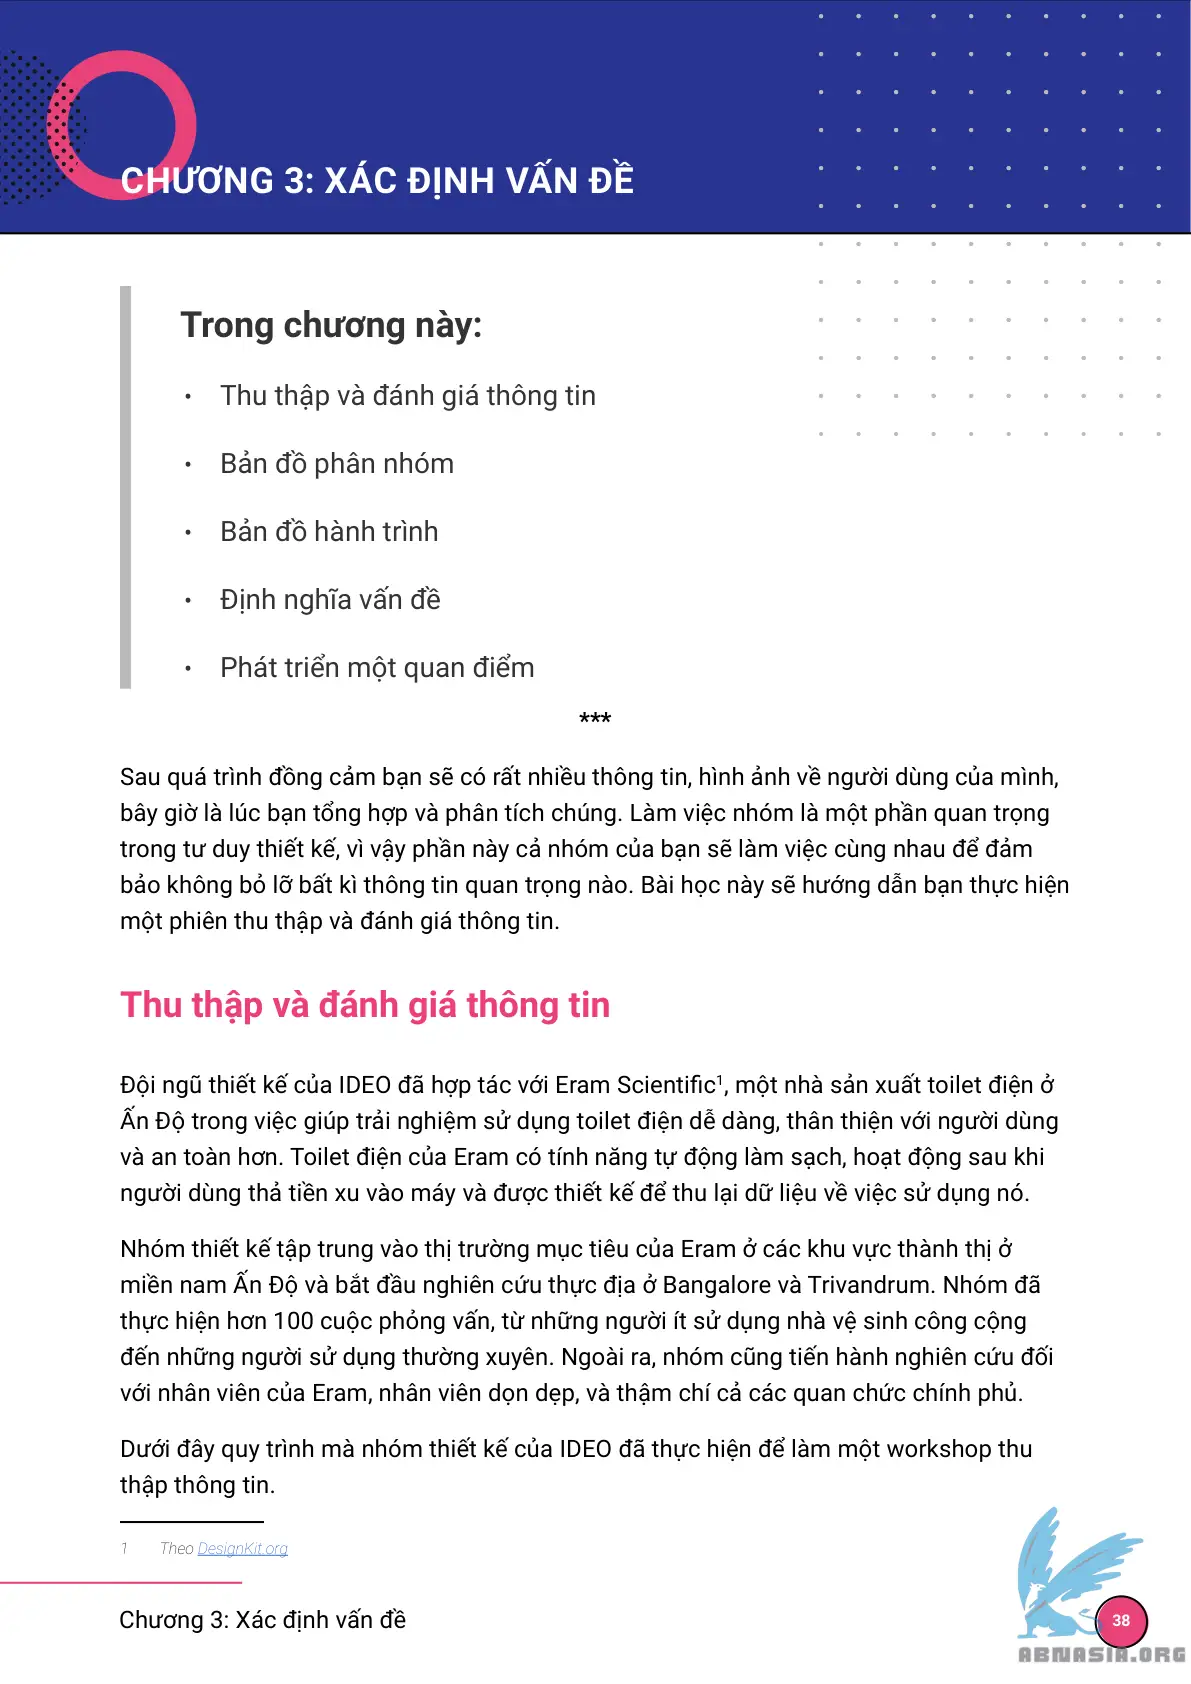 CHƯƠNG 3: XÁC ĐỊNH VẤN ĐỀ
Trong chương này:
• Thu thập và đánh giá thông tin
• Bản đồ phân nhóm
• Bản đồ hành trình
• Định nghĩa vấn đề
• Phát triển một quan điểm
***
Sau quá trình đồng cảm bạn sẽ có rất nhiều thông tin, hình ảnh về người dùng của mình,
bây giờ là lúc bạn tổng hợp và phân tích chúng. Làm việc nhóm là một phần quan trọng
trong tư duy thiết kế, vì vậy phần này cả nhóm của bạn sẽ làm việc cùng nhau để đảm
bảo không bỏ lỡ bất kì thông tin quan trọng nào. Bài học này sẽ hướng dẫn bạn thực hiện
một phiên thu thập và đánh giá thông tin.
Thu thập và đánh giá thông tin
Đội ngũ thiết kế của IDEO đã hợp tác với Eram Scientific¹, một nhà sản xuất toilet điện ở
Ấn Độ trong việc giúp trải nghiệm sử dụng toilet điện dễ dàng, thân thiện với người dùng
và an toàn hơn. Toilet điện của Eram có tính năng tự động làm sạch, hoạt động sau khi
người dùng thả tiền xu vào máy và được thiết kế để thu lại dữ liệu về việc sử dụng nó.
Nhóm thiết kế tập trung vào thị trường mục tiêu của Eram ở các khu vực thành thị ở
miền nam Ấn Độ và bắt đầu nghiên cứu thực địa ở Bangalore và Trivandrum. Nhóm đã
thực hiện hơn 100 cuộc phỏng vấn, từ những người ít sử dụng nhà vệ sinh công cộng
đến những người sử dụng thường xuyên. Ngoài ra, nhóm cũng tiến hành nghiên cứu đối
với nhân viên của Eram, nhân viên dọn dẹp, và thậm chí cả các quan chức chính phủ.
Dưới đây quy trình mà nhóm thiết kế của IDEO đã thực hiện để làm một workshop thu
thập thông tin.
1 Theo DesignKit.org
Chương 3: Xác định vấn đề
38
ABNASIA.ORG